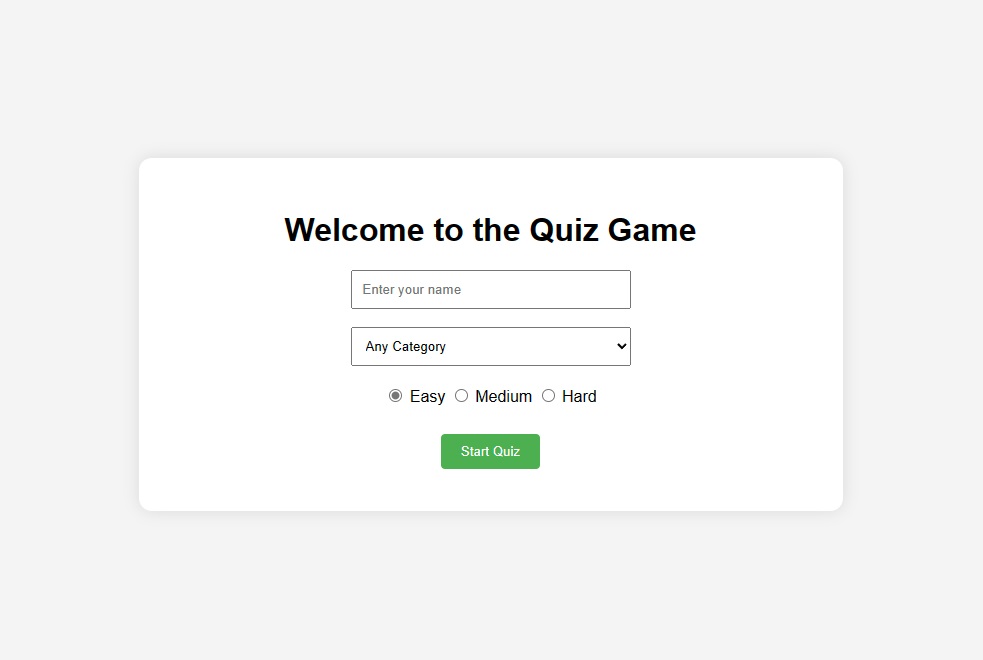 Welcome to the Quiz Game
Enter your name
Any Category
Easy Medium Hard
Start Quiz